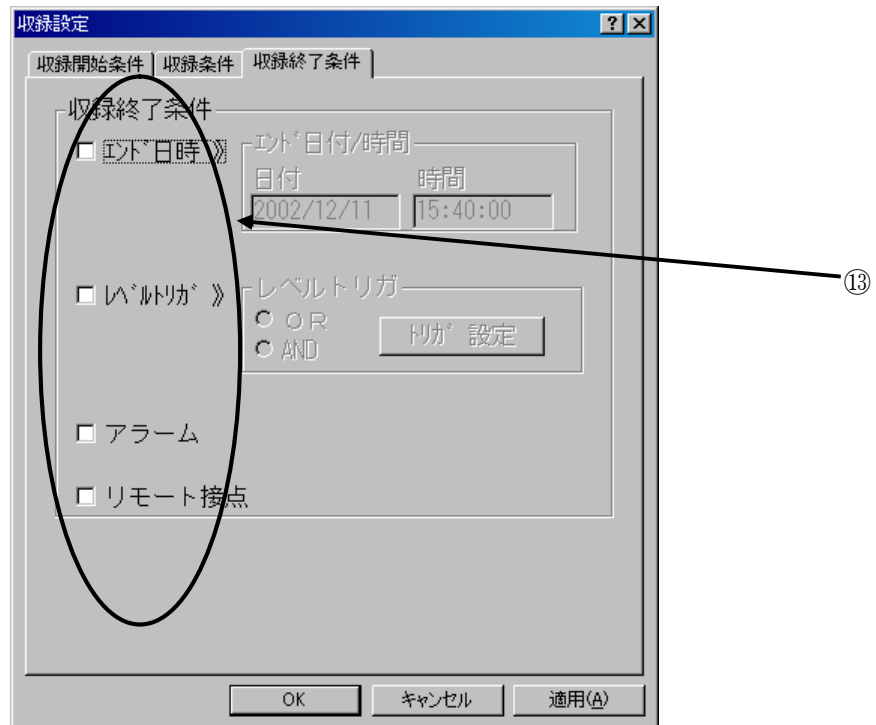 収録設定
収録開始条件 収録条件 収録終了条件
収録終了条件
エンド日時 》
エンド日付/時間
日付 時間
2002/12/11 15:40:00
レベルトリガ 》
レベルトリガ
OR
AND
トリガ 設定
アラーム
リモート接点
OK キャンセル 適用(A)
⑬